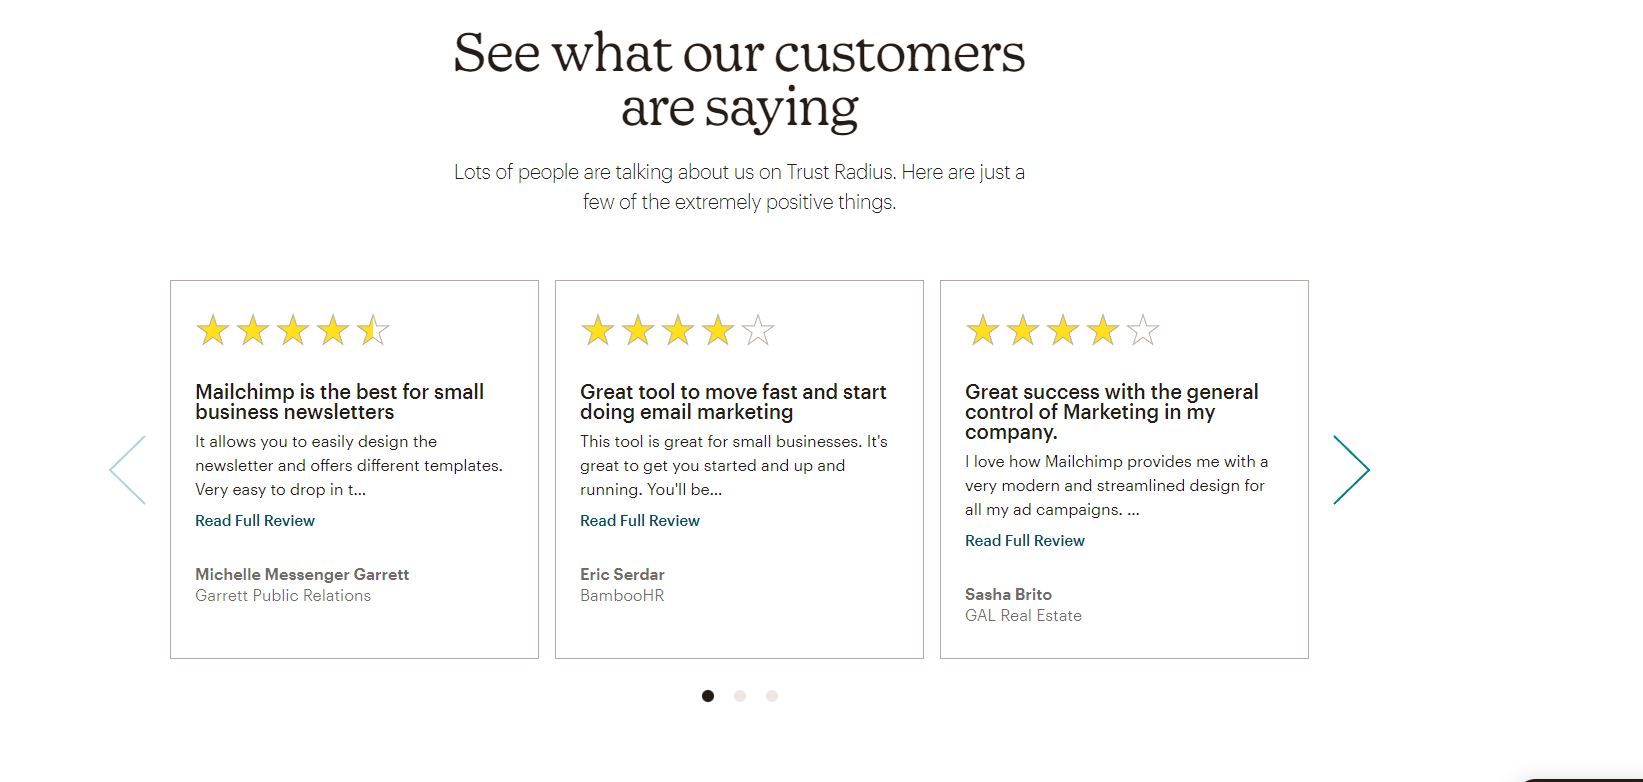 See what our customers
are saying
Lots of people are talking about us on Trust Radius. Here are just a
few of the extremely positive things.
Mailchimp is the best for small
business newsletters
It allows you to easily design the
newsletter and offers different templates.
Very easy to drop in t...
Read Full Review
Michelle Messenger Garrett
Garrett Public Relations
Great tool to move fast and start
doing email marketing
This tool is great for small businesses. It's
great to get you started and up and
running. You'll be...
Read Full Review
Eric Serdar
BambooHR
Great success with the general
control of Marketing in my
company.
I love how Mailchimp provides me with a
very modern and streamlined design for
all my ad campaigns. ...
Read Full Review
Sasha Brito
GAL Real Estate